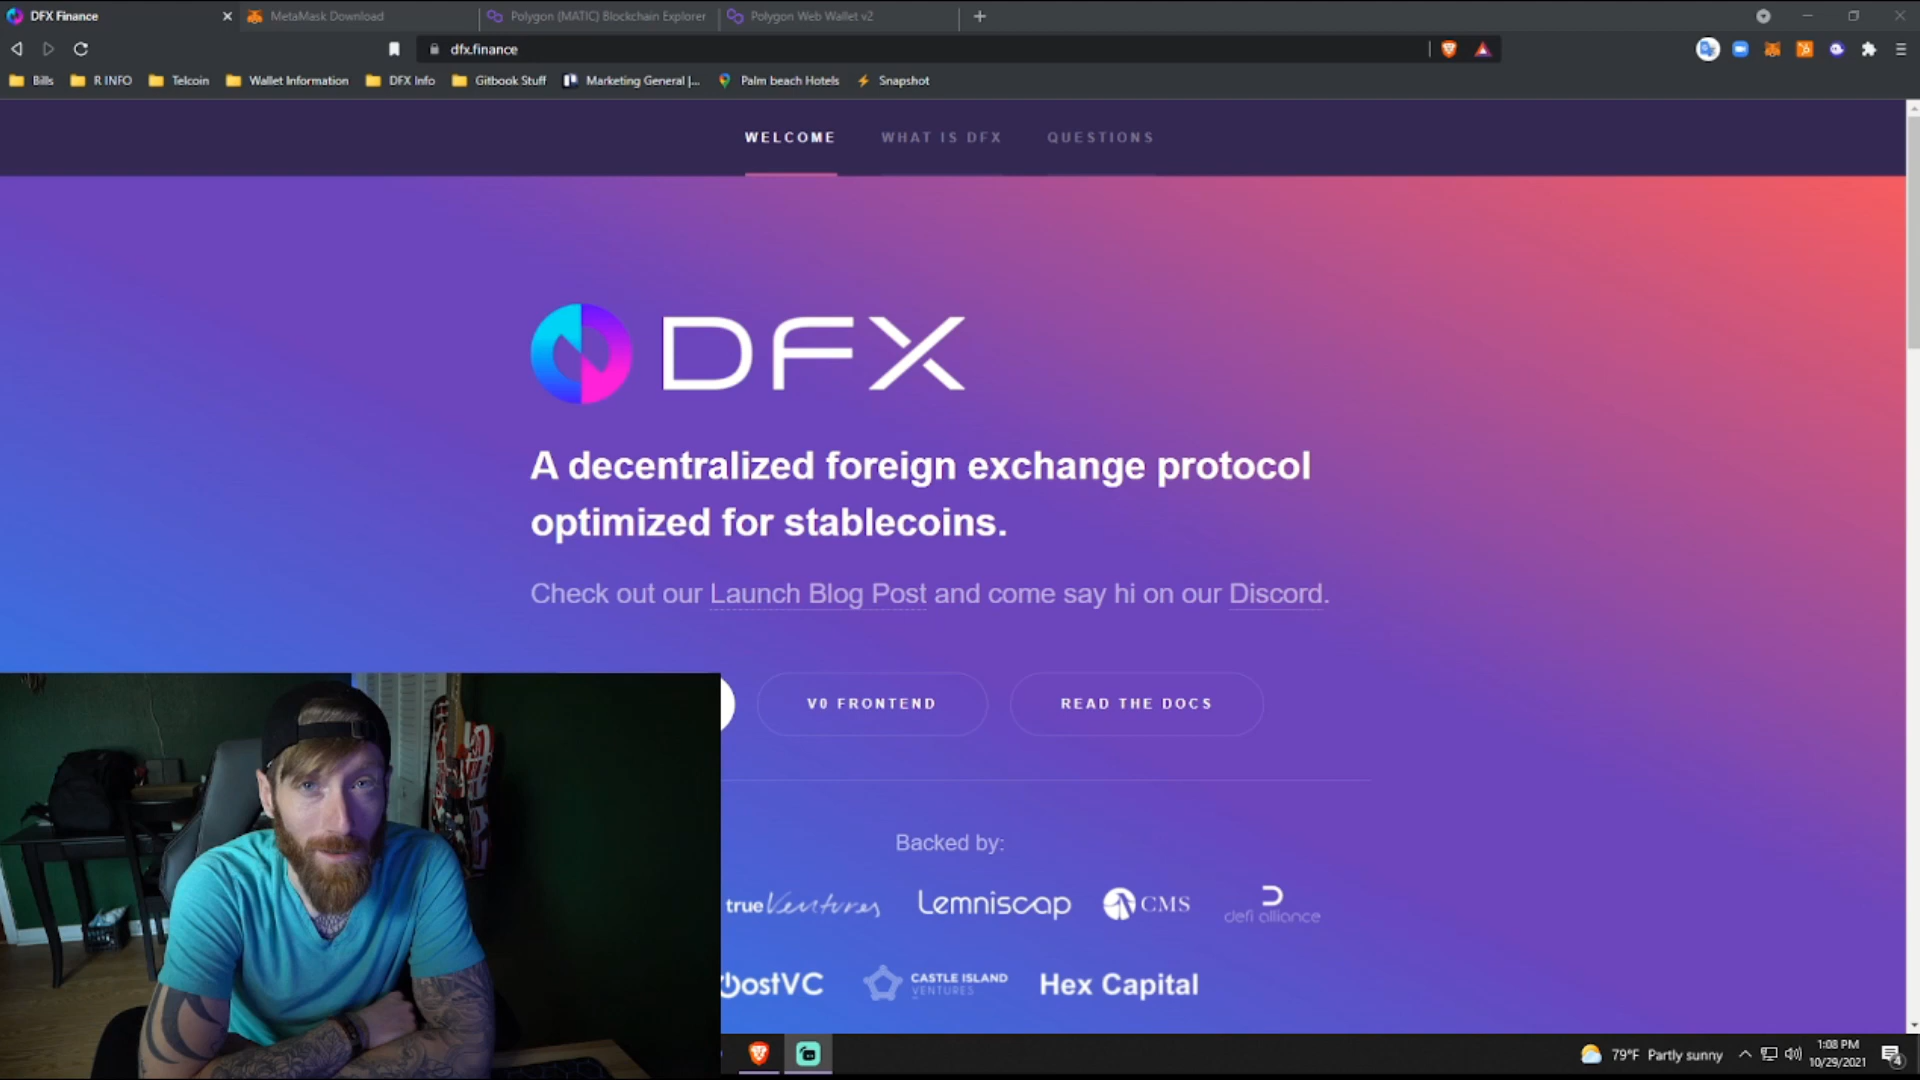 DFX Finance
MetaMask Download
Polygon (MATIC) Blockchain Explorer
Polygon Web Wallet v2
dfx.finance
Bills
R INFO
Telcoin
Wallet Information
DFX Info
Gitbook Stuff
Marketing General |...
Palm beach Hotels
Snapshot
WELCOME
WHAT IS DFX
QUESTIONS
DFX
A decentralized foreign exchange protocol
optimized for stablecoins.
Check out our Launch Blog Post and come say hi on our Discord.
V0 FRONTEND
READ THE DOCS
Backed by:
true Ventures
Lemniscap
CMS
defi alliance
ostVC
CASTLE ISLAND
VENTURES
Hex Capital
79°F Partly sunny
1:08 PM
10/29/2021
4